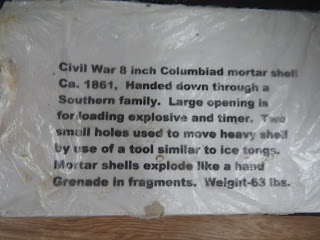 Civil War 8 inch Columbiad mortar shell
Ca. 1861, Handed down through a
Southern family. Large opening is
for loading explosive and timer. Two
small holes used to move heavy shell
by use of a tool similar to ice tongs.
Mortar shells explode like a hand
Grenade in fragments. Weight-63 lbs.